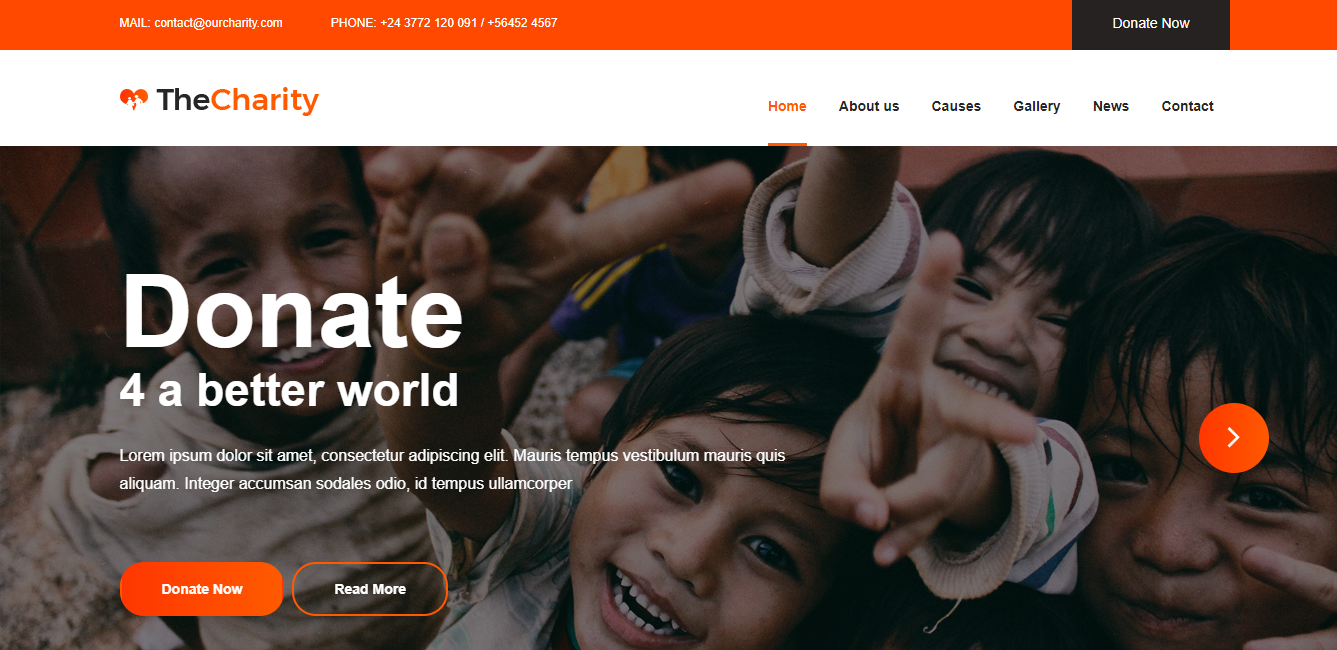 MAIL: contact@ourcharity.com PHONE: +24 3772 120 091 / +56452 4567 Donate Now
TheCharity Home About us Causes Gallery News Contact
Donate
4 a better world
Lorem ipsum dolor sit amet, consectetur adipiscing elit. Mauris tempus vestibulum mauris quis
aliquam. Integer accumsan sodales odio, id tempus ullamcorper
Donate Now Read More